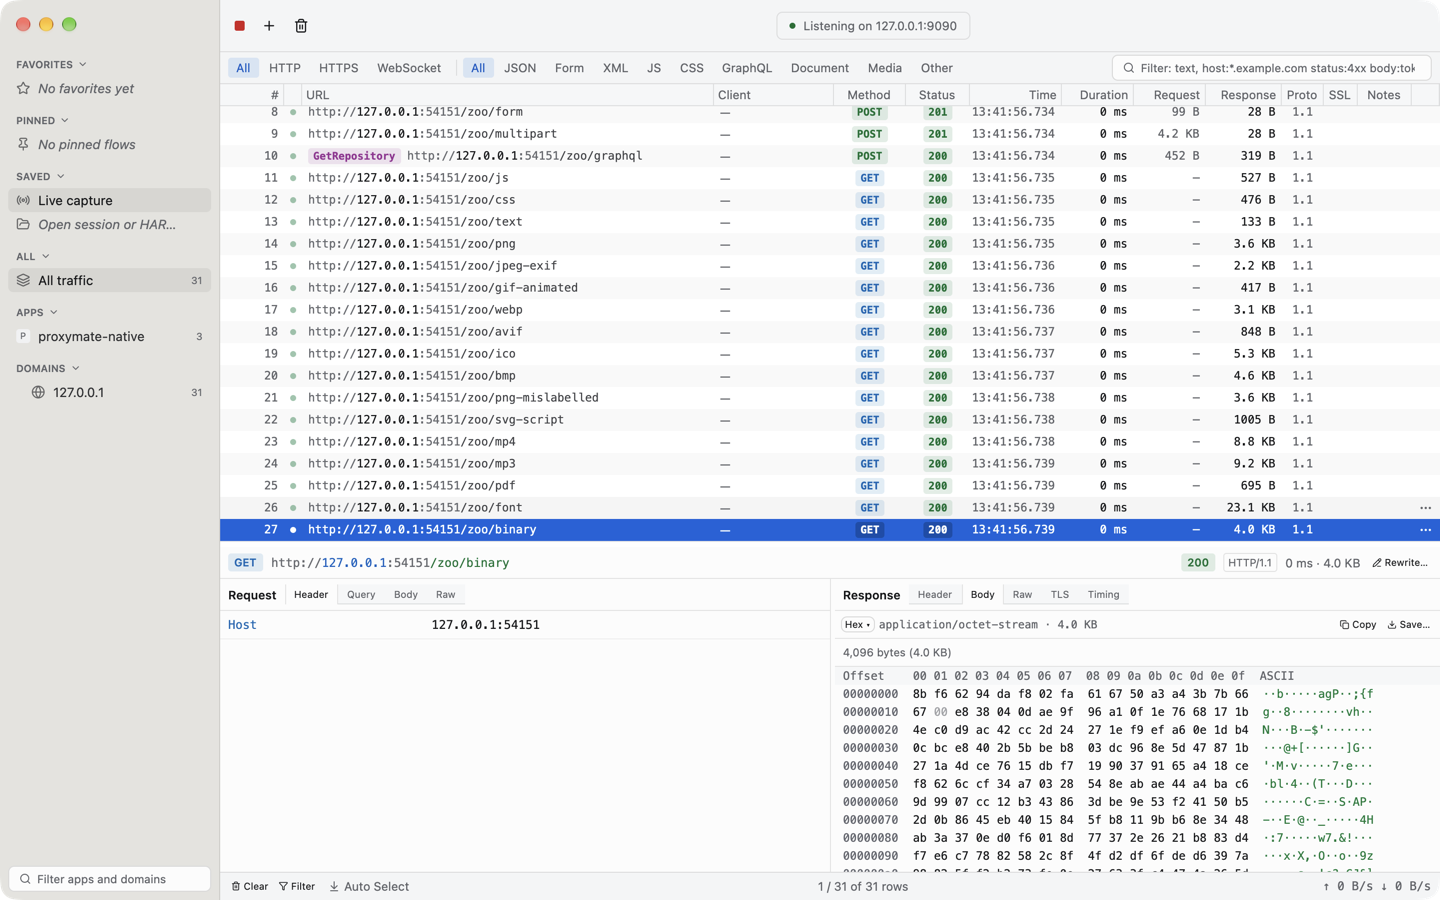 Listening on 127.0.0.1:9090
FAVORITES
No favorites yet
PINNED
No pinned flows
SAVED
Live capture
Open session or HAR...
ALL
All traffic 31
APPS
P proxymate-native 3
DOMAINS
127.0.0.1 31
Filter apps and domains
All HTTP HTTPS WebSocket All JSON Form XML JS CSS GraphQL Document Media Other Filter: text, host:*.example.com status:4xx body:tok
# URL Client Method Status Time Duration Request Response Proto SSL Notes
8 http://127.0.0.1:54151/zoo/form — POST 201 13:41:56.734 0 ms 99 B 28 B 1.1
9 http://127.0.0.1:54151/zoo/multipart — POST 201 13:41:56.734 0 ms 4.2 KB 28 B 1.1
10 GetRepository http://127.0.0.1:54151/zoo/graphql — POST 200 13:41:56.734 0 ms 452 B 319 B 1.1
11 http://127.0.0.1:54151/zoo/js — GET 200 13:41:56.735 0 ms — 527 B 1.1
12 http://127.0.0.1:54151/zoo/css — GET 200 13:41:56.735 0 ms — 476 B 1.1
13 http://127.0.0.1:54151/zoo/text — GET 200 13:41:56.735 0 ms — 133 B 1.1
14 http://127.0.0.1:54151/zoo/png — GET 200 13:41:56.735 0 ms — 3.6 KB 1.1
15 http://127.0.0.1:54151/zoo/jpeg-exif — GET 200 13:41:56.736 0 ms — 2.2 KB 1.1
16 http://127.0.0.1:54151/zoo/gif-animated — GET 200 13:41:56.736 0 ms — 417 B 1.1
17 http://127.0.0.1:54151/zoo/webp — GET 200 13:41:56.736 0 ms — 3.1 KB 1.1
18 http://127.0.0.1:54151/zoo/avif — GET 200 13:41:56.737 0 ms — 848 B 1.1
19 http://127.0.0.1:54151/zoo/ico — GET 200 13:41:56.737 0 ms — 5.3 KB 1.1
20 http://127.0.0.1:54151/zoo/bmp — GET 200 13:41:56.737 0 ms — 4.6 KB 1.1
21 http://127.0.0.1:54151/zoo/png-mislabelled — GET 200 13:41:56.738 0 ms — 3.6 KB 1.1
22 http://127.0.0.1:54151/zoo/svg-script — GET 200 13:41:56.738 0 ms — 1005 B 1.1
23 http://127.0.0.1:54151/zoo/mp4 — GET 200 13:41:56.738 0 ms — 8.8 KB 1.1
24 http://127.0.0.1:54151/zoo/mp3 — GET 200 13:41:56.739 0 ms — 9.2 KB 1.1
25 http://127.0.0.1:54151/zoo/pdf — GET 200 13:41:56.739 0 ms — 695 B 1.1
26 http://127.0.0.1:54151/zoo/font — GET 200 13:41:56.739 0 ms — 23.1 KB 1.1 ...
27 http://127.0.0.1:54151/zoo/binary — GET 200 13:41:56.739 0 ms — 4.0 KB 1.1 ...
GET http://127.0.0.1:54151/zoo/binary 200 HTTP/1.1 0 ms · 4.0 KB Rewrite...
Request Header Query Body Raw
Host 127.0.0.1:54151
Response Header Body Raw TLS Timing
Hex application/octet-stream · 4.0 KB Copy Save...
4,096 bytes (4.0 KB)
Offset 00 01 02 03 04 05 06 07 08 09 0a 0b 0c 0d 0e 0f ASCII
00000000 8b f6 62 94 da f8 02 fa 61 67 50 a3 a4 3b 7b 66 ··b·····agP··;{f
00000010 67 00 e8 38 04 0d ae 9f 96 a1 0f 1e 76 68 17 1b g··8········vh··
00000020 4e c0 d9 ac 42 cc 2d 24 27 1e f9 ef a6 0e 1d b4 N···B·-$'·······
00000030 0c bc e8 40 2b 5b be b8 03 dc 96 8e 5d 47 87 1b ···@+[······]G··
00000040 27 1a 4d ce 76 15 db f7 19 90 37 91 65 a4 18 ce '·M·v·····7·e···
00000050 f8 62 6c cf 34 a7 03 28 54 8e ab ae 44 a4 ba c6 ·bl·4··(T···D···
00000060 9d 99 07 cc 12 b3 43 86 3d be 9e 53 f2 41 50 b5 ······C·=··S·AP·
00000070 2d 0b 86 45 eb 40 15 84 5f b8 11 9b b6 8e 34 48 -··E·@··_·····4H
00000080 ab 3a 37 0e d0 f6 01 8d 77 37 2e 26 21 b8 83 d4 ·:7·····w7.&!···
00000090 f7 e6 c7 78 82 58 2c 8f 4f d2 df 6f de d6 39 7a ···x·X,·O··o··9z
Clear Filter Auto Select 1 / 31 of 31 rows ↑ 0 B/s ↓ 0 B/s